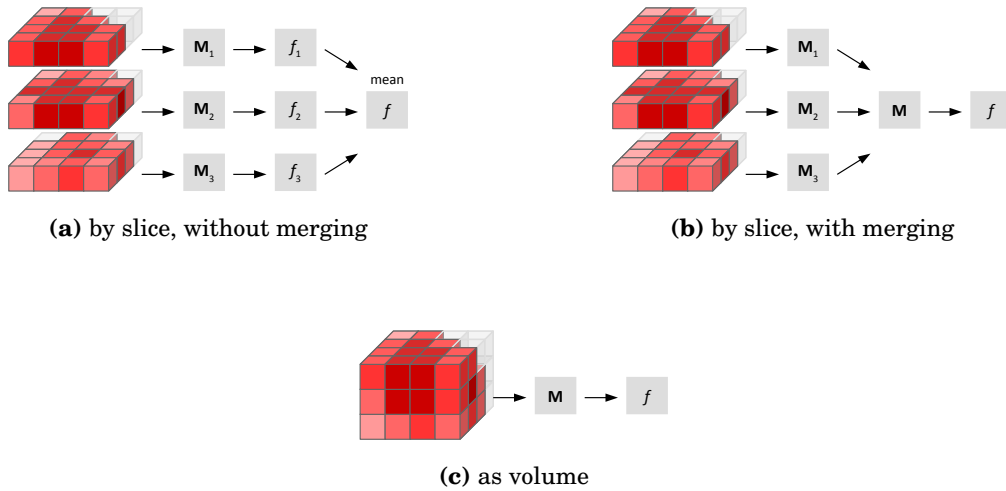 M1 f1
mean
M2 f2 f
M3 f3
(a) by slice, without merging
M1
M2 M f
M3
(b) by slice, with merging
M f
(c) as volume